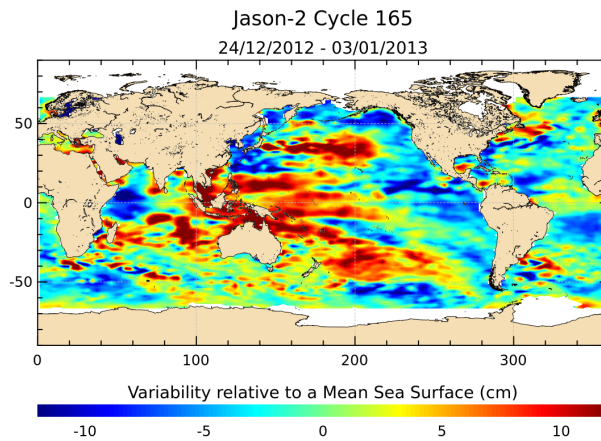 Jason-2 Cycle 165
24/12/2012 - 03/01/2013
50
0
-50
0 100 200 300
Variability relative to a Mean Sea Surface (cm)
-10 -5 0 5 10